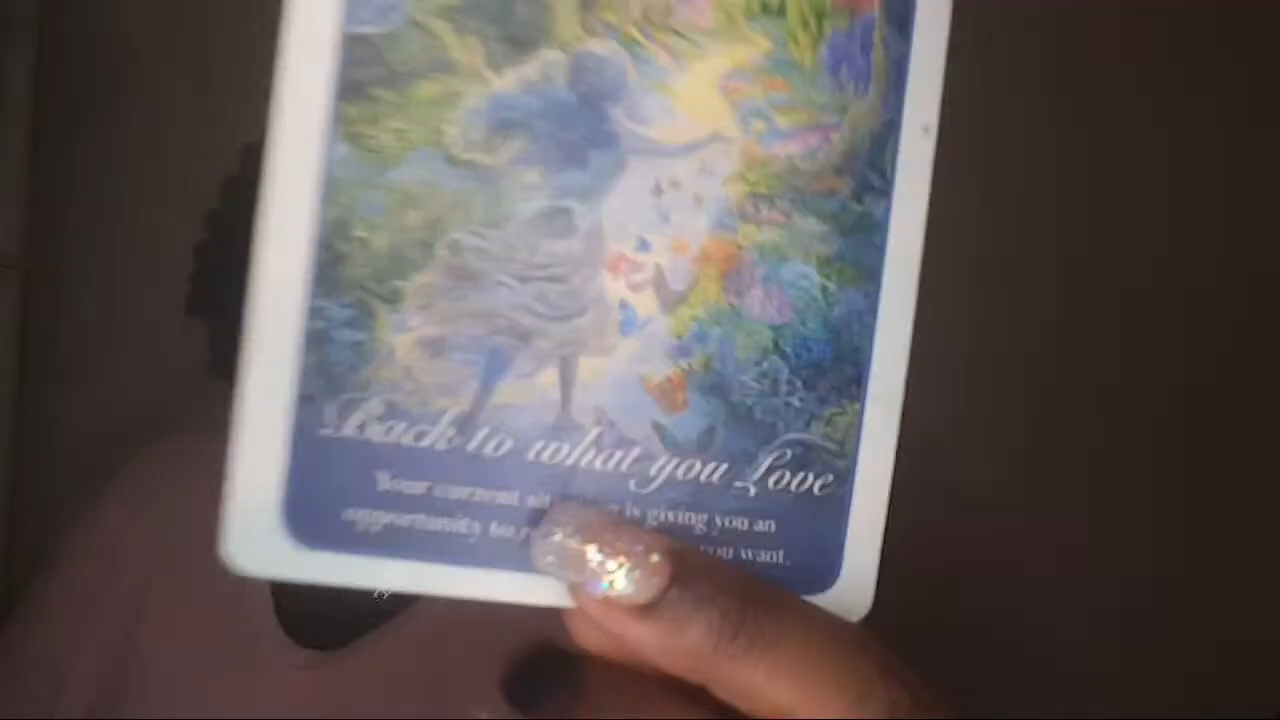 Back to what you Love
Your current is giving you an
opportunity to you want.